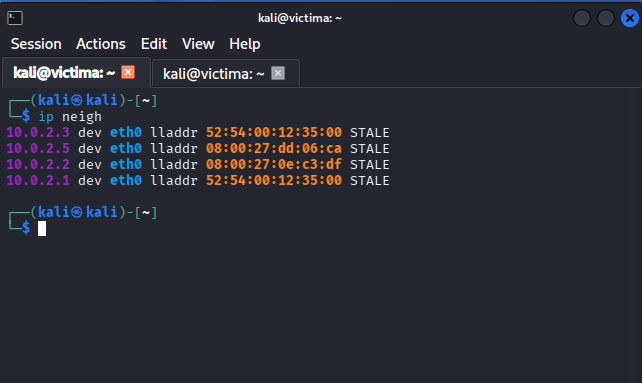 kali@victima: ~
Session Actions Edit View Help
kali@victima: ~ kali@victima: ~
┌──(kali㉿kali)-[~]
└─$ ip neigh
10.0.2.3 dev eth0 lladdr 52:54:00:12:35:00 STALE
10.0.2.5 dev eth0 lladdr 08:00:27:dd:06:ca STALE
10.0.2.2 dev eth0 lladdr 08:00:27:0e:c3:df STALE
10.0.2.1 dev eth0 lladdr 52:54:00:12:35:00 STALE
┌──(kali㉿kali)-[~]
└─$